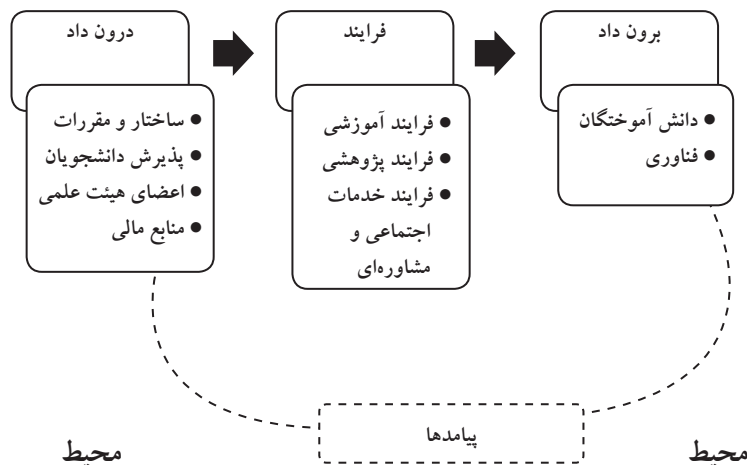 درون داد
ساختار و مقررات
پذیرش دانشجویان
اعضای هیئت علمی
منابع مالی
فرایند
فرایند آموزشی
فرایند پژوهشی
فرایند خدمات
اجتماعی و
مشاوره‌ای
برون داد
دانش آموختگان
فناوری
پیامدها
محیط
محیط